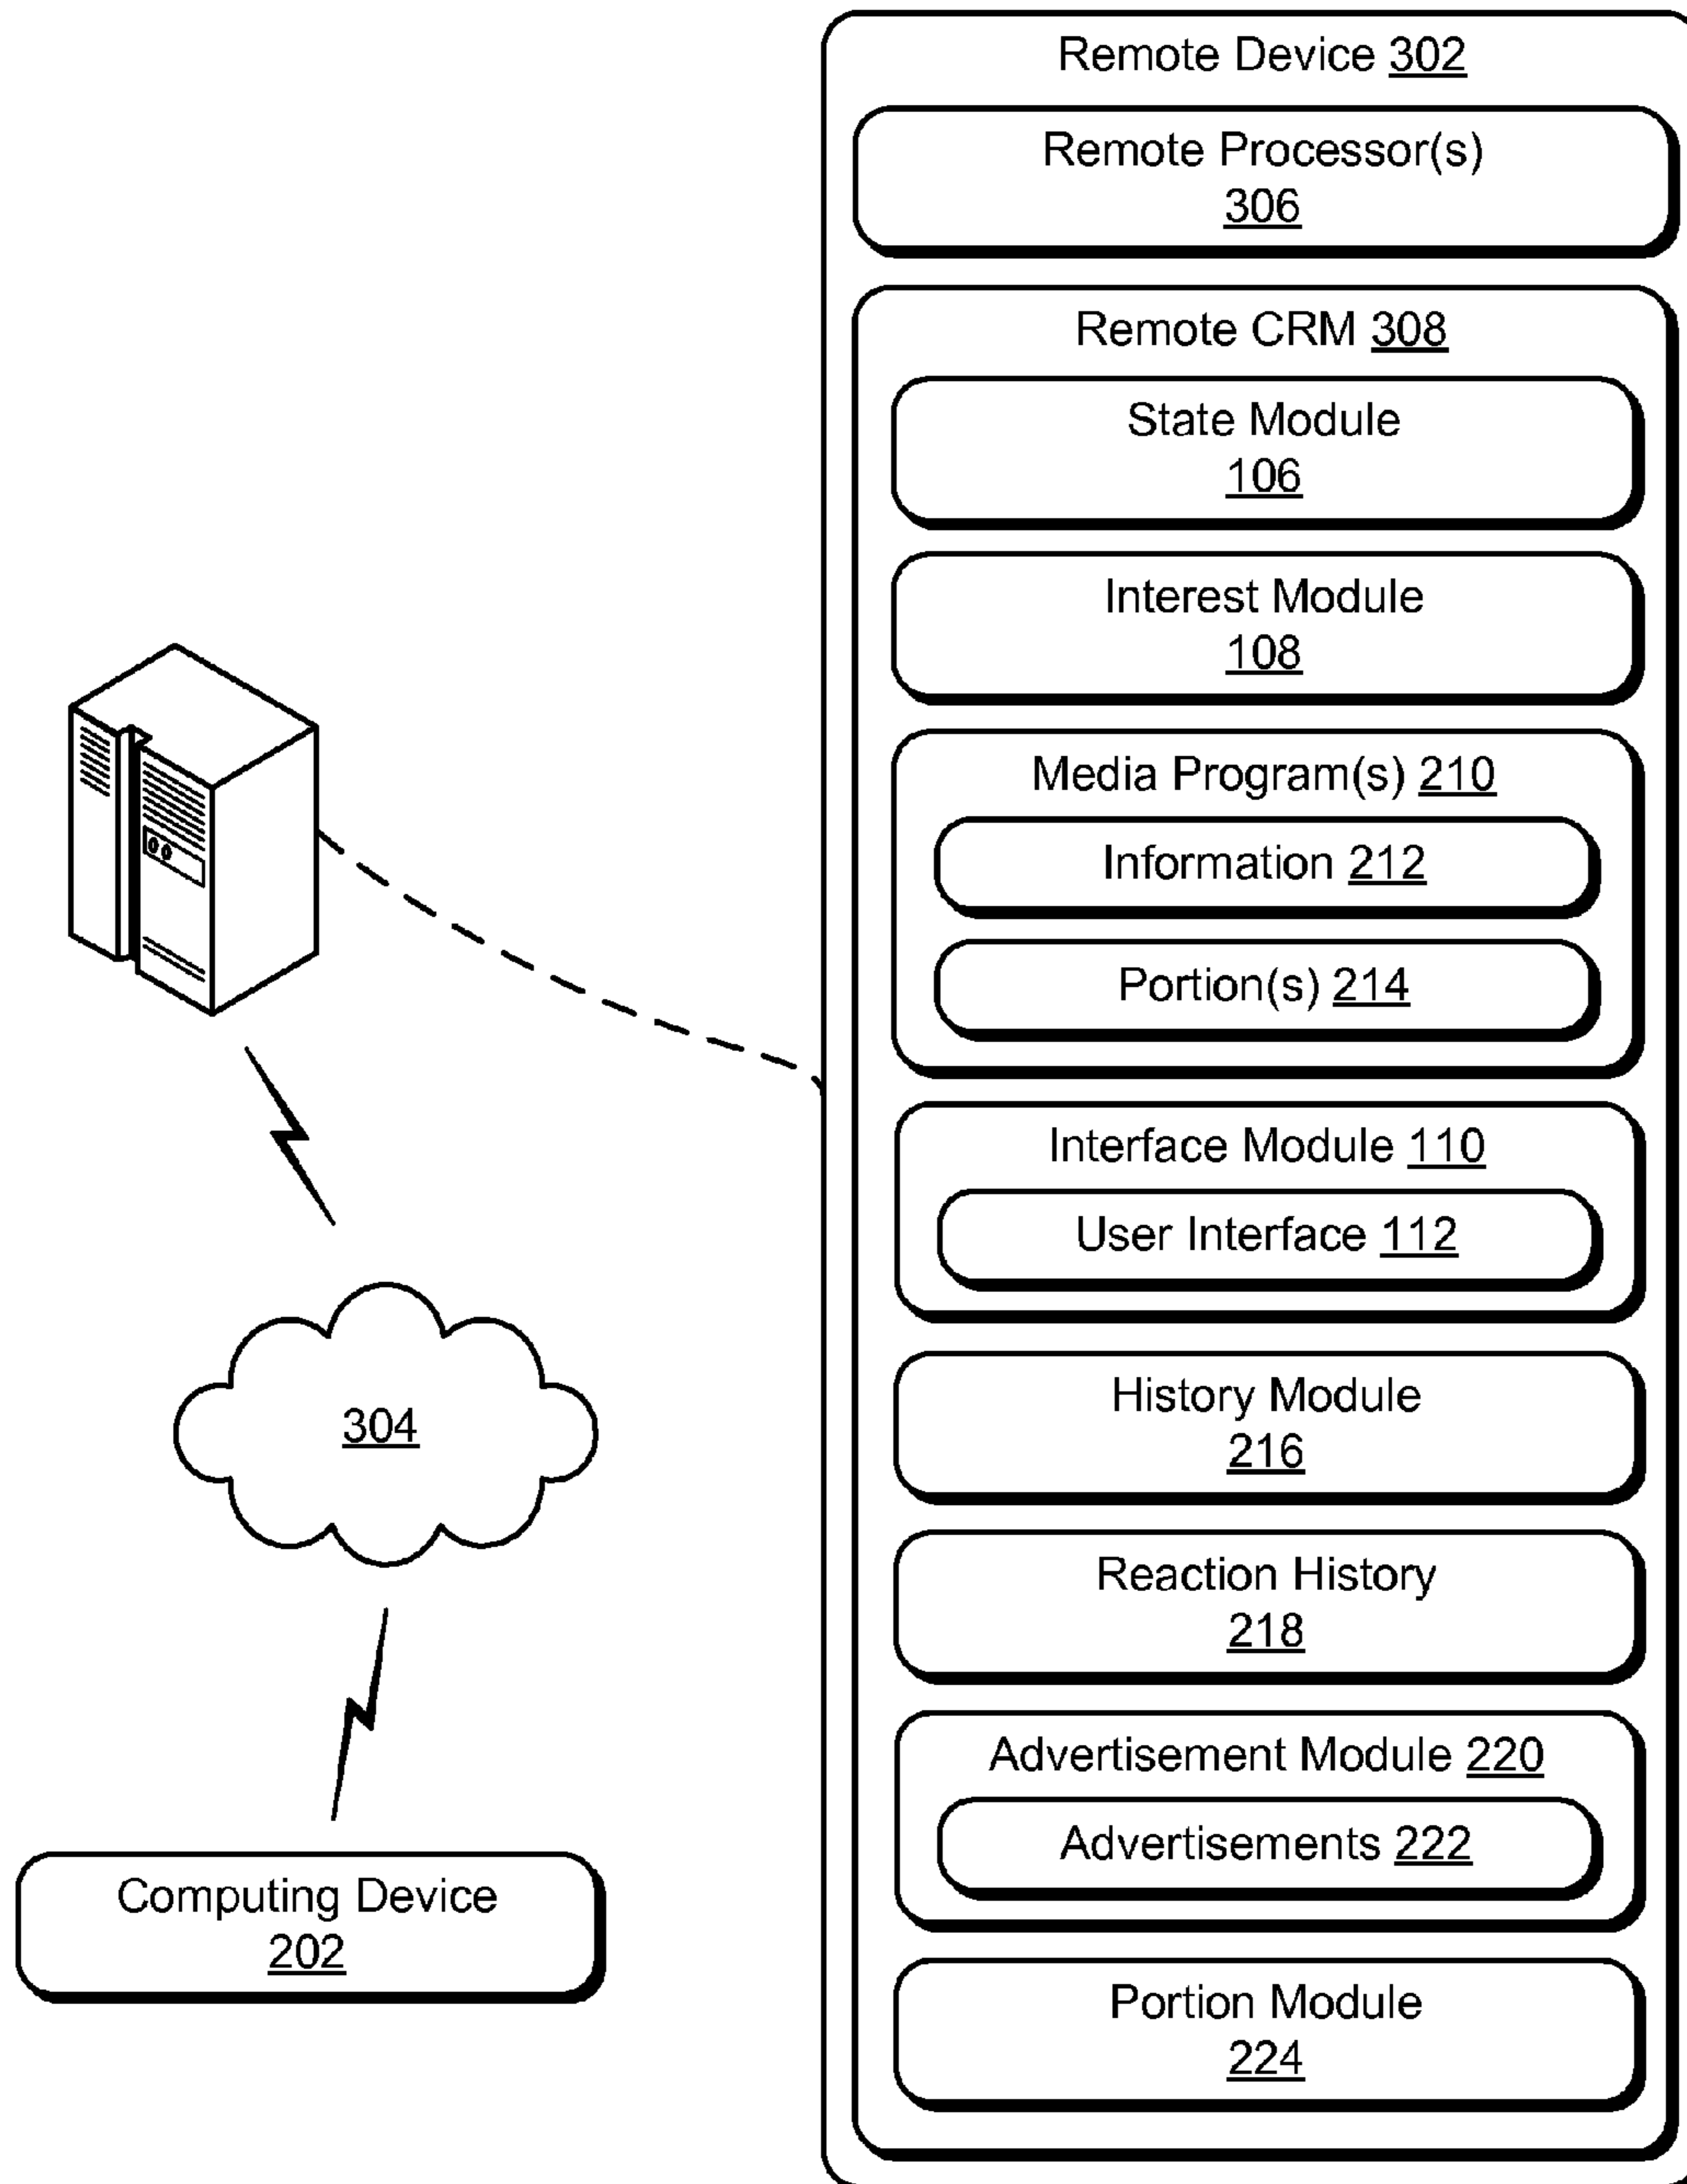 Remote Device 302
Remote Processor(s)
306
Remote CRM 308
State Module
106
Interest Module
108
Media Program(s) 210
Information 212
Portion(s) 214
Interface Module 110
User Interface 112
History Module
216
Reaction History
218
Advertisement Module 220
Advertisements 222
Portion Module
224
304
Computing Device
202